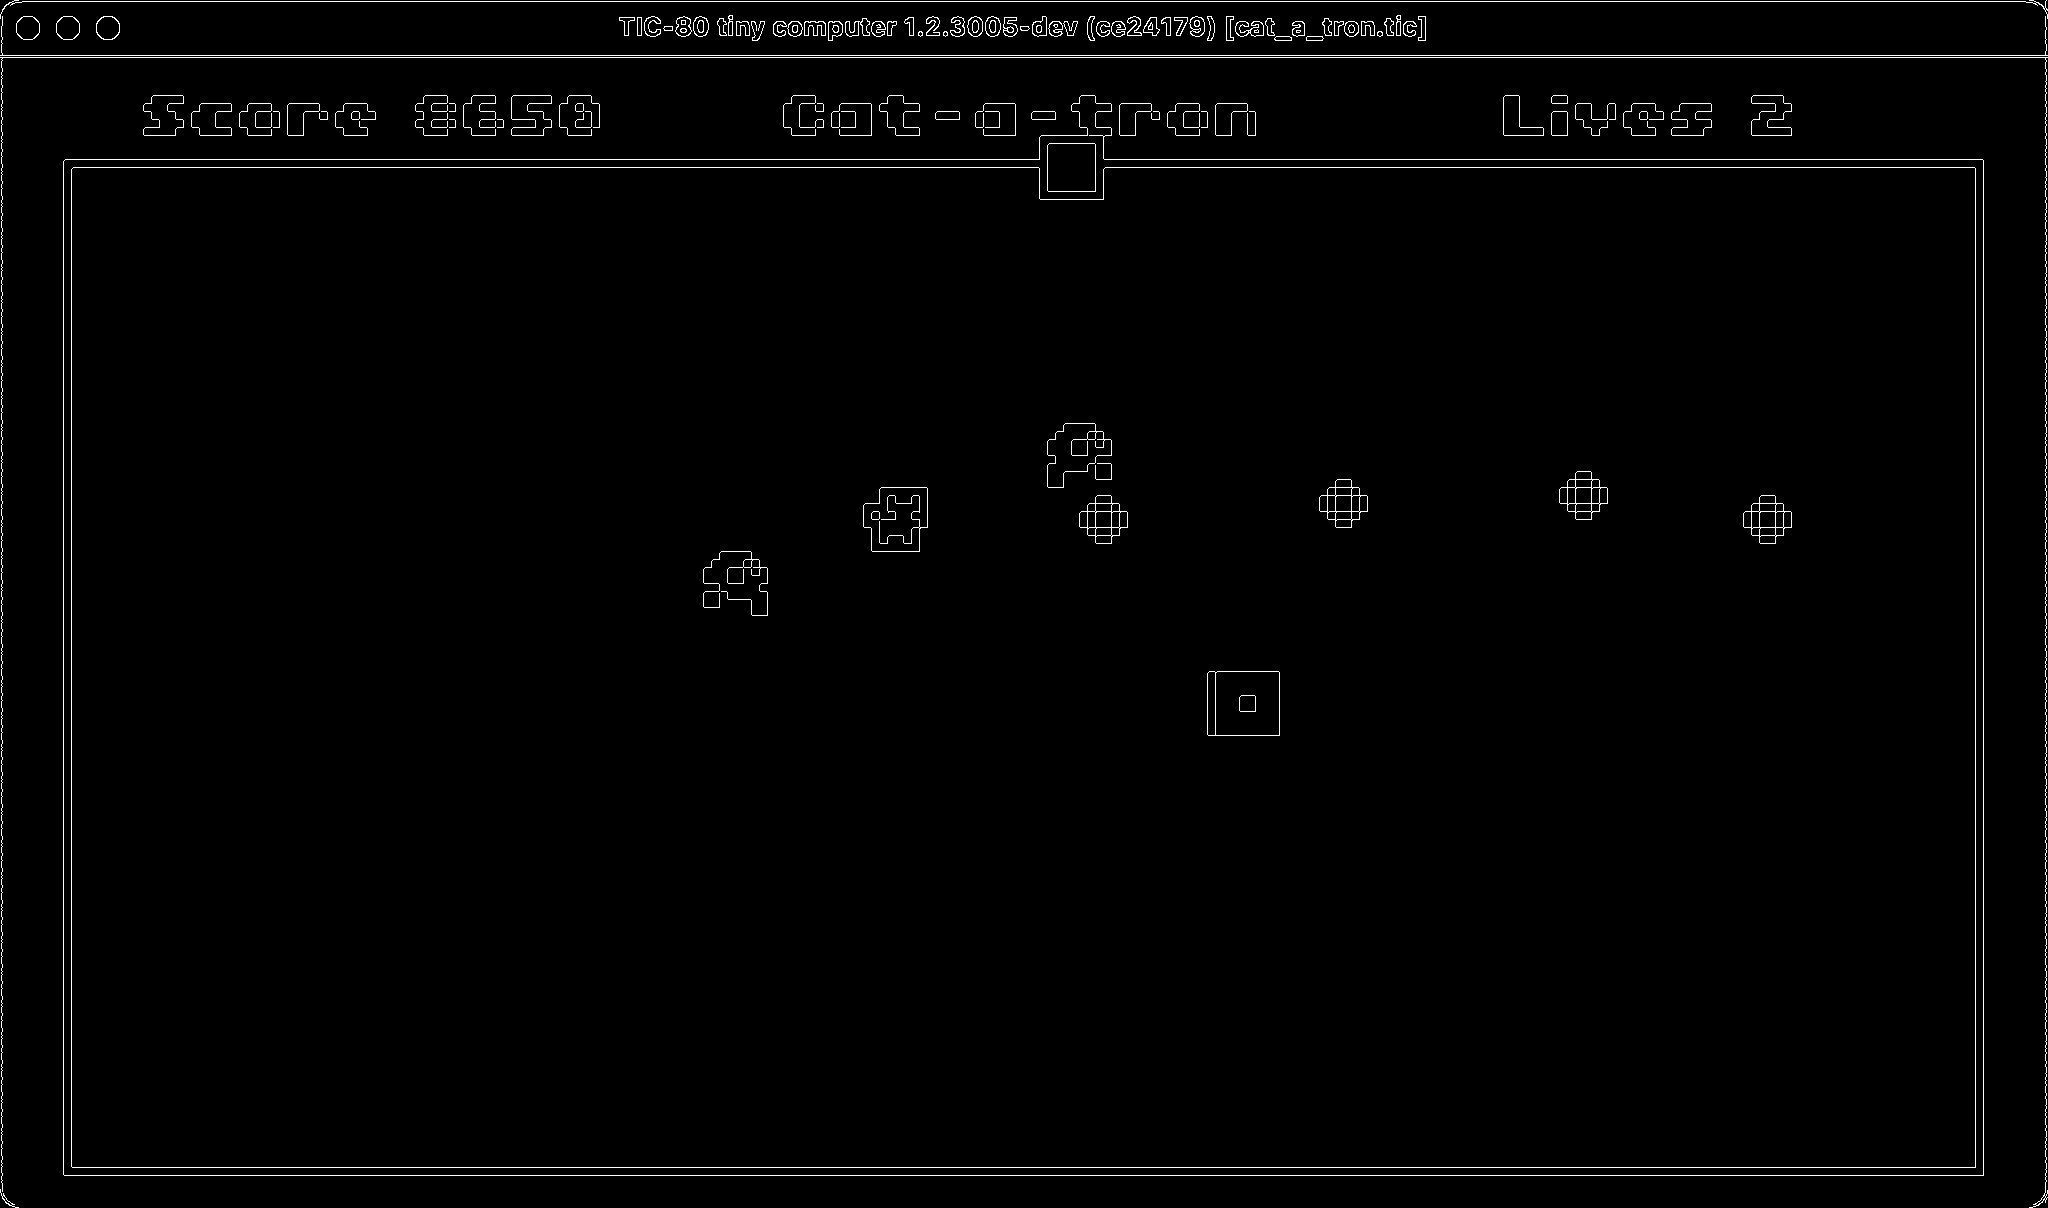 TIC-80 tiny computer 1.2.3005-dev (ce24179) [cat_a_tron.tic]
Score 8650 Cat-a-tron Lives 2